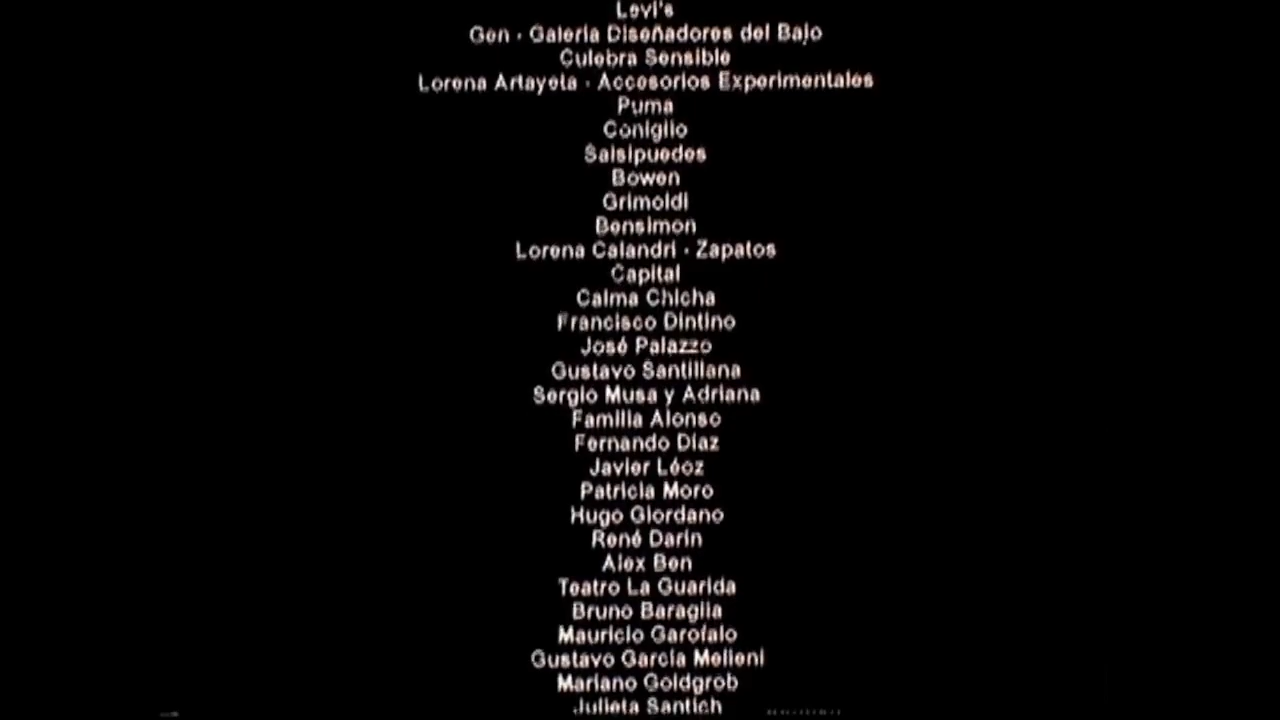 Levi's
Gen - Galería Diseñadores del Bajo
Culebra Sensible
Lorena Artayeta - Accesorios Experimentales
Puma
Coniglio
Salsipuedes
Bowen
Grimoldi
Bensimon
Lorena Calandri - Zapatos
Capital
Calma Chicha
Francisco Dintino
José Palazzo
Gustavo Santillana
Sergio Musa y Adriana
Familia Alonso
Fernando Díaz
Javier Léoz
Patricia Moro
Hugo Giordano
René Darín
Alex Ben
Teatro La Guarida
Bruno Baraglia
Mauricio Garofalo
Gustavo García Melleni
Mariano Goldgrob
Julieta Santich